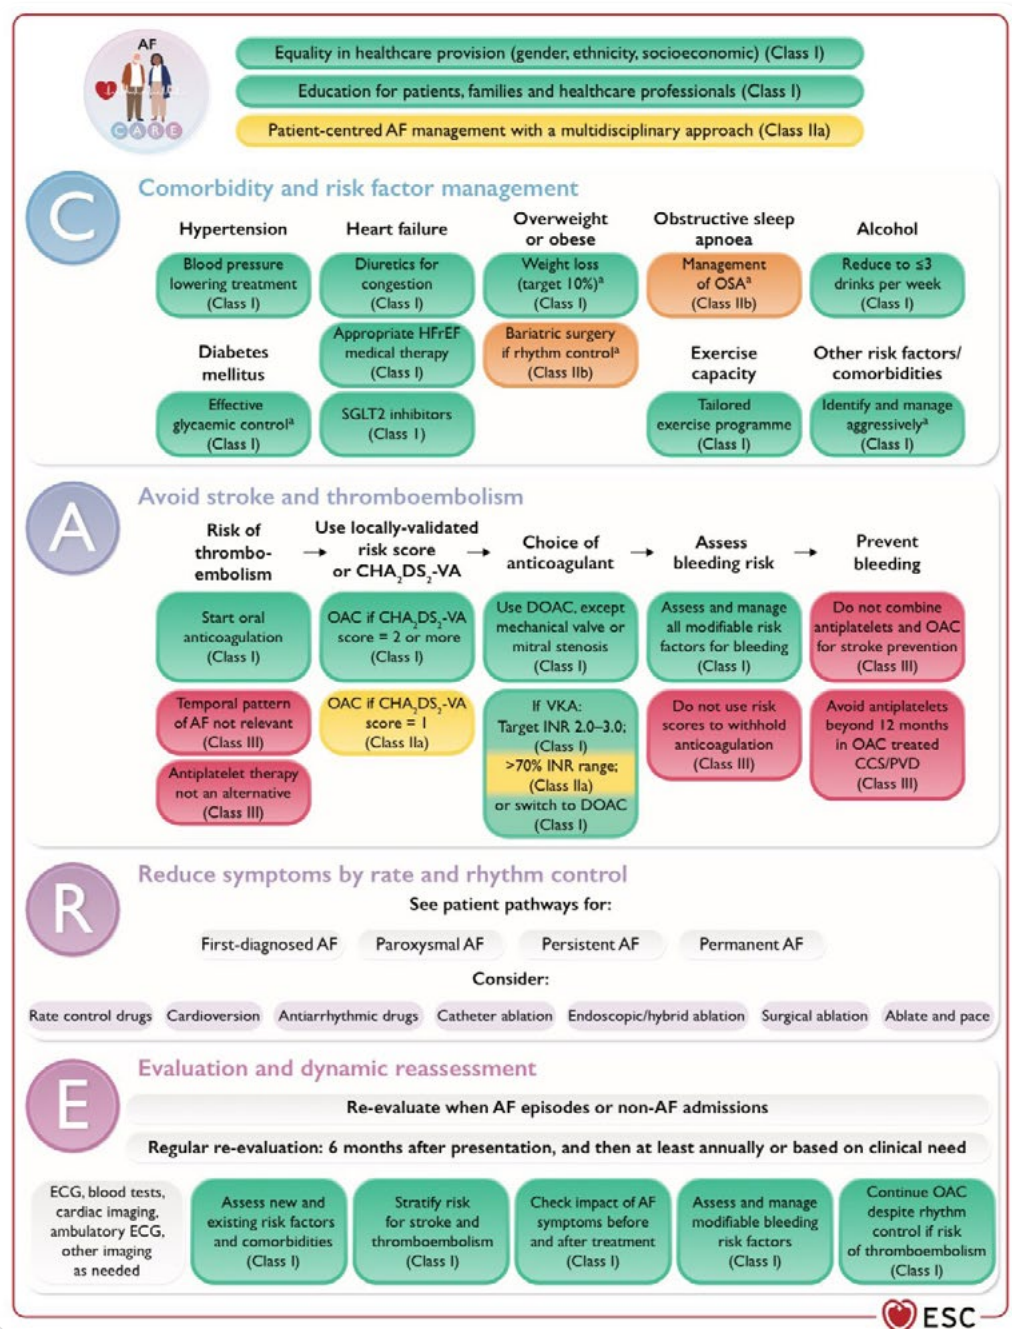 AF
CARE
Equality in healthcare provision (gender, ethnicity, socioeconomic) (Class I)
Education for patients, families and healthcare professionals (Class I)
Patient-centred AF management with a multidisciplinary approach (Class IIa)
C
Comorbidity and risk factor management
Hypertension
Blood pressure
lowering treatment
(Class I)
Diabetes
mellitus
Effective
glycaemic controlᵃ
(Class I)
Heart failure
Diuretics for
congestion
(Class I)
Appropriate HFrEF
medical therapy
(Class I)
SGLT2 inhibitors
(Class 1)
Overweight
or obese
Weight loss
(target 10%)ᵃ
(Class I)
Bariatric surgery
if rhythm controlᵃ
(Class IIb)
Obstructive sleep
apnoea
Management
of OSAᵃ
(Class IIb)
Exercise
capacity
Tailored
exercise programme
(Class I)
Alcohol
Reduce to ≤3
drinks per week
(Class I)
Other risk factors/
comorbidities
Identify and manage
aggressivelyᵃ
(Class I)
A
Avoid stroke and thromboembolism
Risk of
thrombo-
embolism
Start oral
anticoagulation
(Class I)
Temporal pattern
of AF not relevant
(Class III)
Antiplatelet therapy
not an alternative
(Class III)
Use locally-validated
risk score
or CHA₂DS₂-VA
OAC if CHA₂DS₂-VA
score = 2 or more
(Class I)
OAC if CHA₂DS₂-VA
score = 1
(Class IIa)
Choice of
anticoagulant
Use DOAC, except
mechanical valve or
mitral stenosis
(Class I)
If VKA:
Target INR 2.0–3.0;
(Class I)
>70% INR range;
(Class IIa)
or switch to DOAC
(Class I)
Assess
bleeding risk
Assess and manage
all modifiable risk
factors for bleeding
(Class I)
Do not use risk
scores to withhold
anticoagulation
(Class III)
Prevent
bleeding
Do not combine
antiplatelets and OAC
for stroke prevention
(Class III)
Avoid antiplatelets
beyond 12 months
in OAC treated
CCS/PVD
(Class III)
R
Reduce symptoms by rate and rhythm control
See patient pathways for:
First-diagnosed AF
Paroxysmal AF
Persistent AF
Permanent AF
Consider:
Rate control drugs
Cardioversion
Antiarrhythmic drugs
Catheter ablation
Endoscopic/hybrid ablation
Surgical ablation
Ablate and pace
E
Evaluation and dynamic reassessment
Re-evaluate when AF episodes or non-AF admissions
Regular re-evaluation: 6 months after presentation, and then at least annually or based on clinical need
ECG, blood tests,
cardiac imaging,
ambulatory ECG,
other imaging
as needed
Assess new and
existing risk factors
and comorbidities
(Class I)
Stratify risk
for stroke and
thromboembolism
(Class I)
Check impact of AF
symptoms before
and after treatment
(Class I)
Assess and manage
modifiable bleeding
risk factors
(Class I)
Continue OAC
despite rhythm
control if risk
of thromboembolism
(Class I)
ESC